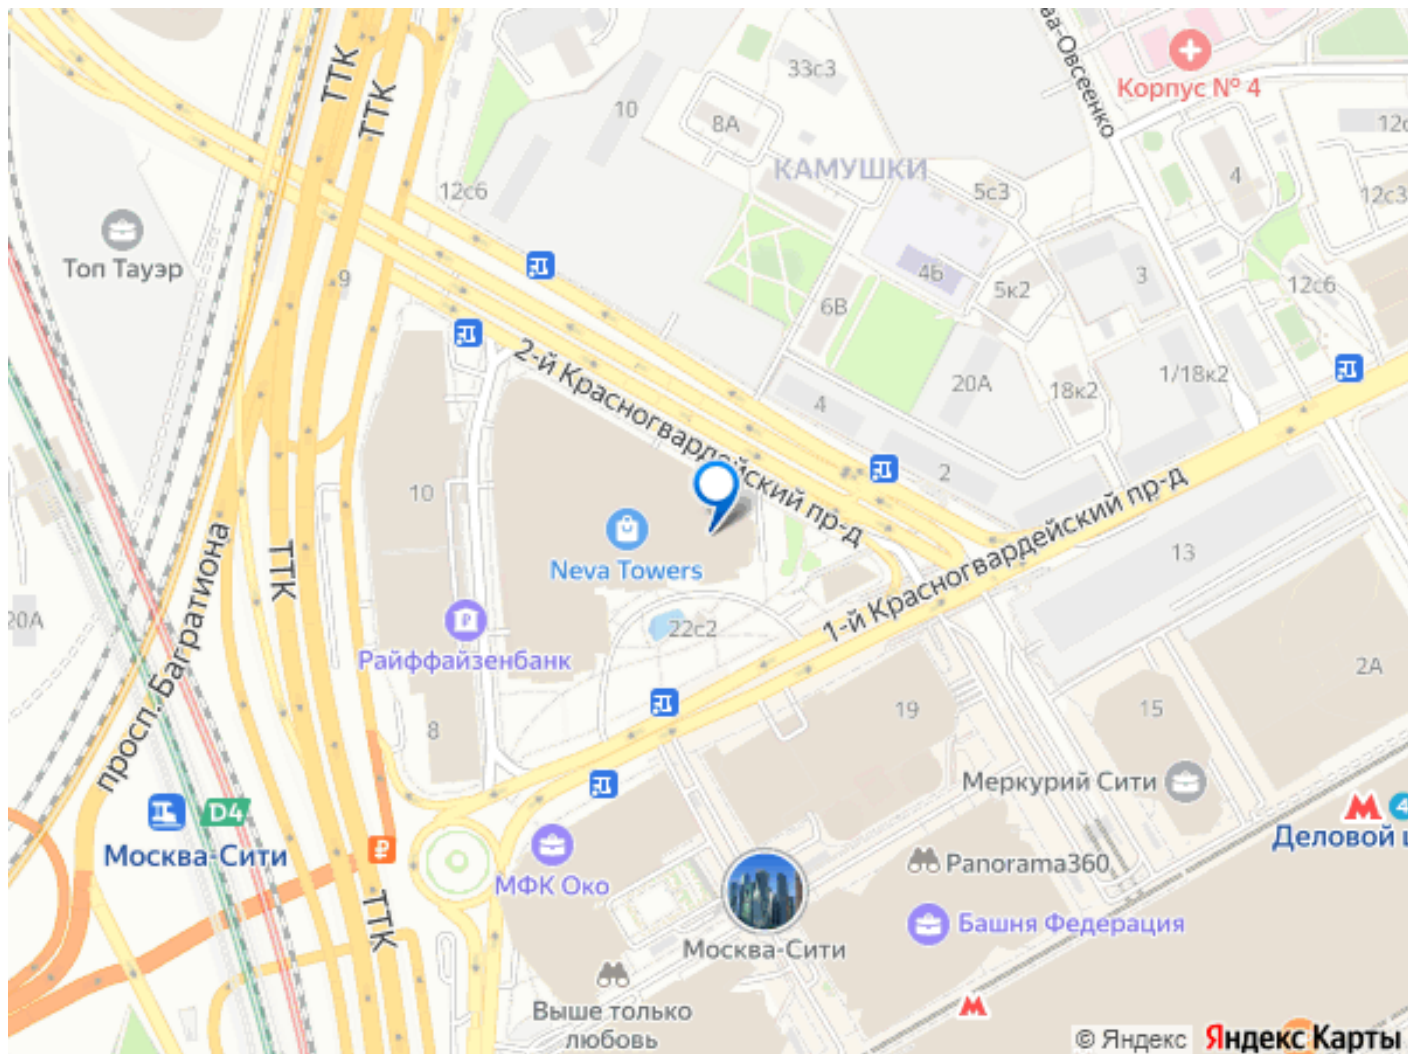 ТТК
ТТК
33с3
Корпус № 4
Овсеенко
10
8А
12с6
КАМУШКИ
5с3
4
12с3
Топ Тауэр
9
4б
5к2
3
12с6
6В
2-й Красногвардейский пр-д
20А
18к2
1/18к2
4
2
10
Neva Towers
1-й Красногвардейский пр-д
13
ТТК
просп. Багратиона
20А
22с2
Райффайзенбанк
2А
8
19
15
Меркурий Сити
D4
Москва-Сити
МФК Око
Panorama360
Деловой
4
Башня Федерация
ТТК
Москва-Сити
Выше только
любовь
© Яндекс Яндекс Карты